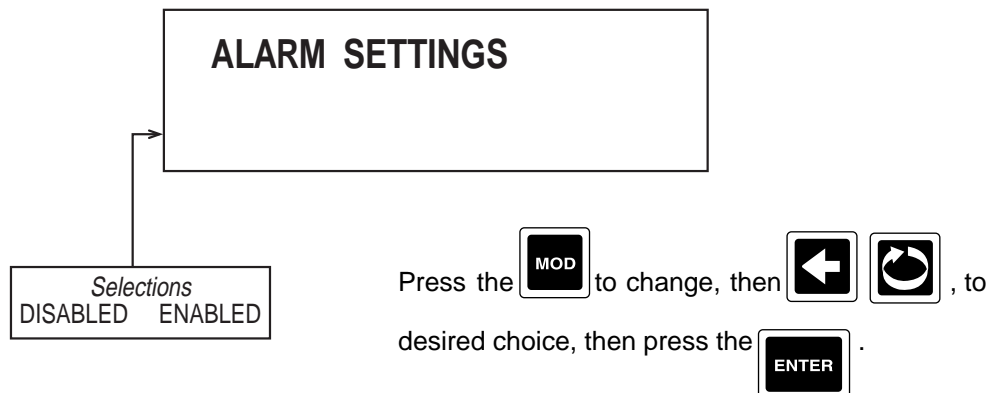 ALARM SETTINGS
Selections
DISABLED ENABLED
Press the MOD to change, then , to
desired choice, then press the ENTER .